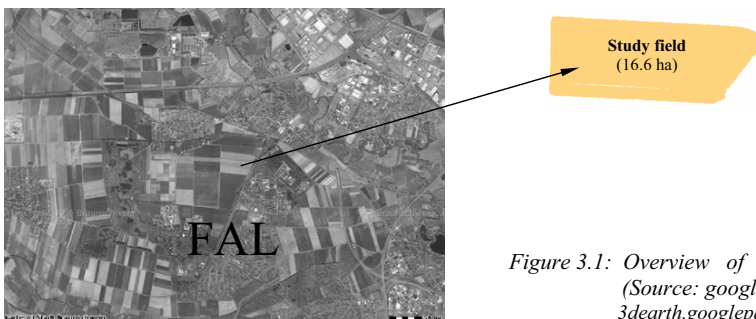 Study field
(16.6 ha)
FAL
Figure 3.1: Overview of
(Source: googl
3dearth.googlep